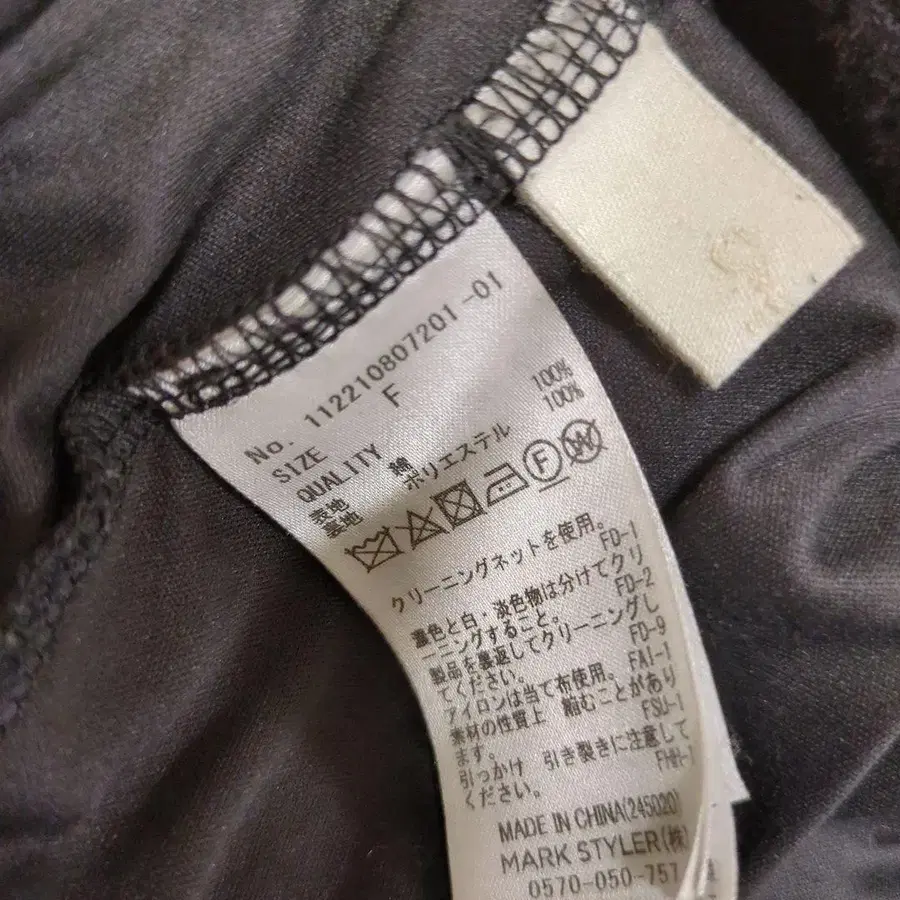 No. 112210807201-01
SIZE F
QUALITY
表地 綿 100%
裏地 ポリエステル 100%
F W
クリーニングネットを使用。
FD-1
濃色と白・淡色物は分けてクリ
ーニングすること。 FD-2
製品を裏返してクリーニングし
てください。 FD-9
アイロンは当て布使用。 FAI-1
素材の性質上 縮むことがあり
ます。 FSU-1
引っかけ 引き裂きに注意して
ください。 FHH-1
MADE IN CHINA(245020)
MARK STYLER(株)
0570-050-757